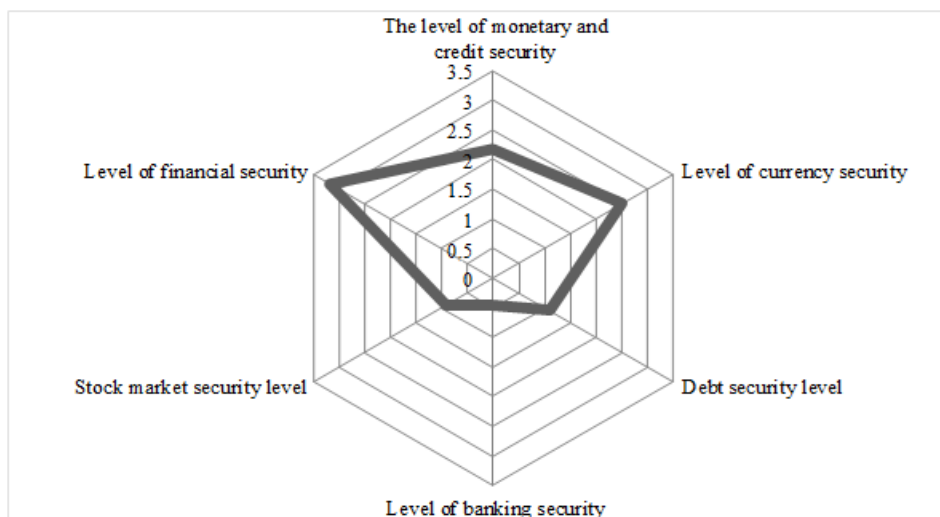 The level of monetary and
credit security
3.5
3
2.5
2
1.5
1
0.5
0
Level of financial security
Level of currency security
Stock market security level
Debt security level
Level of banking security